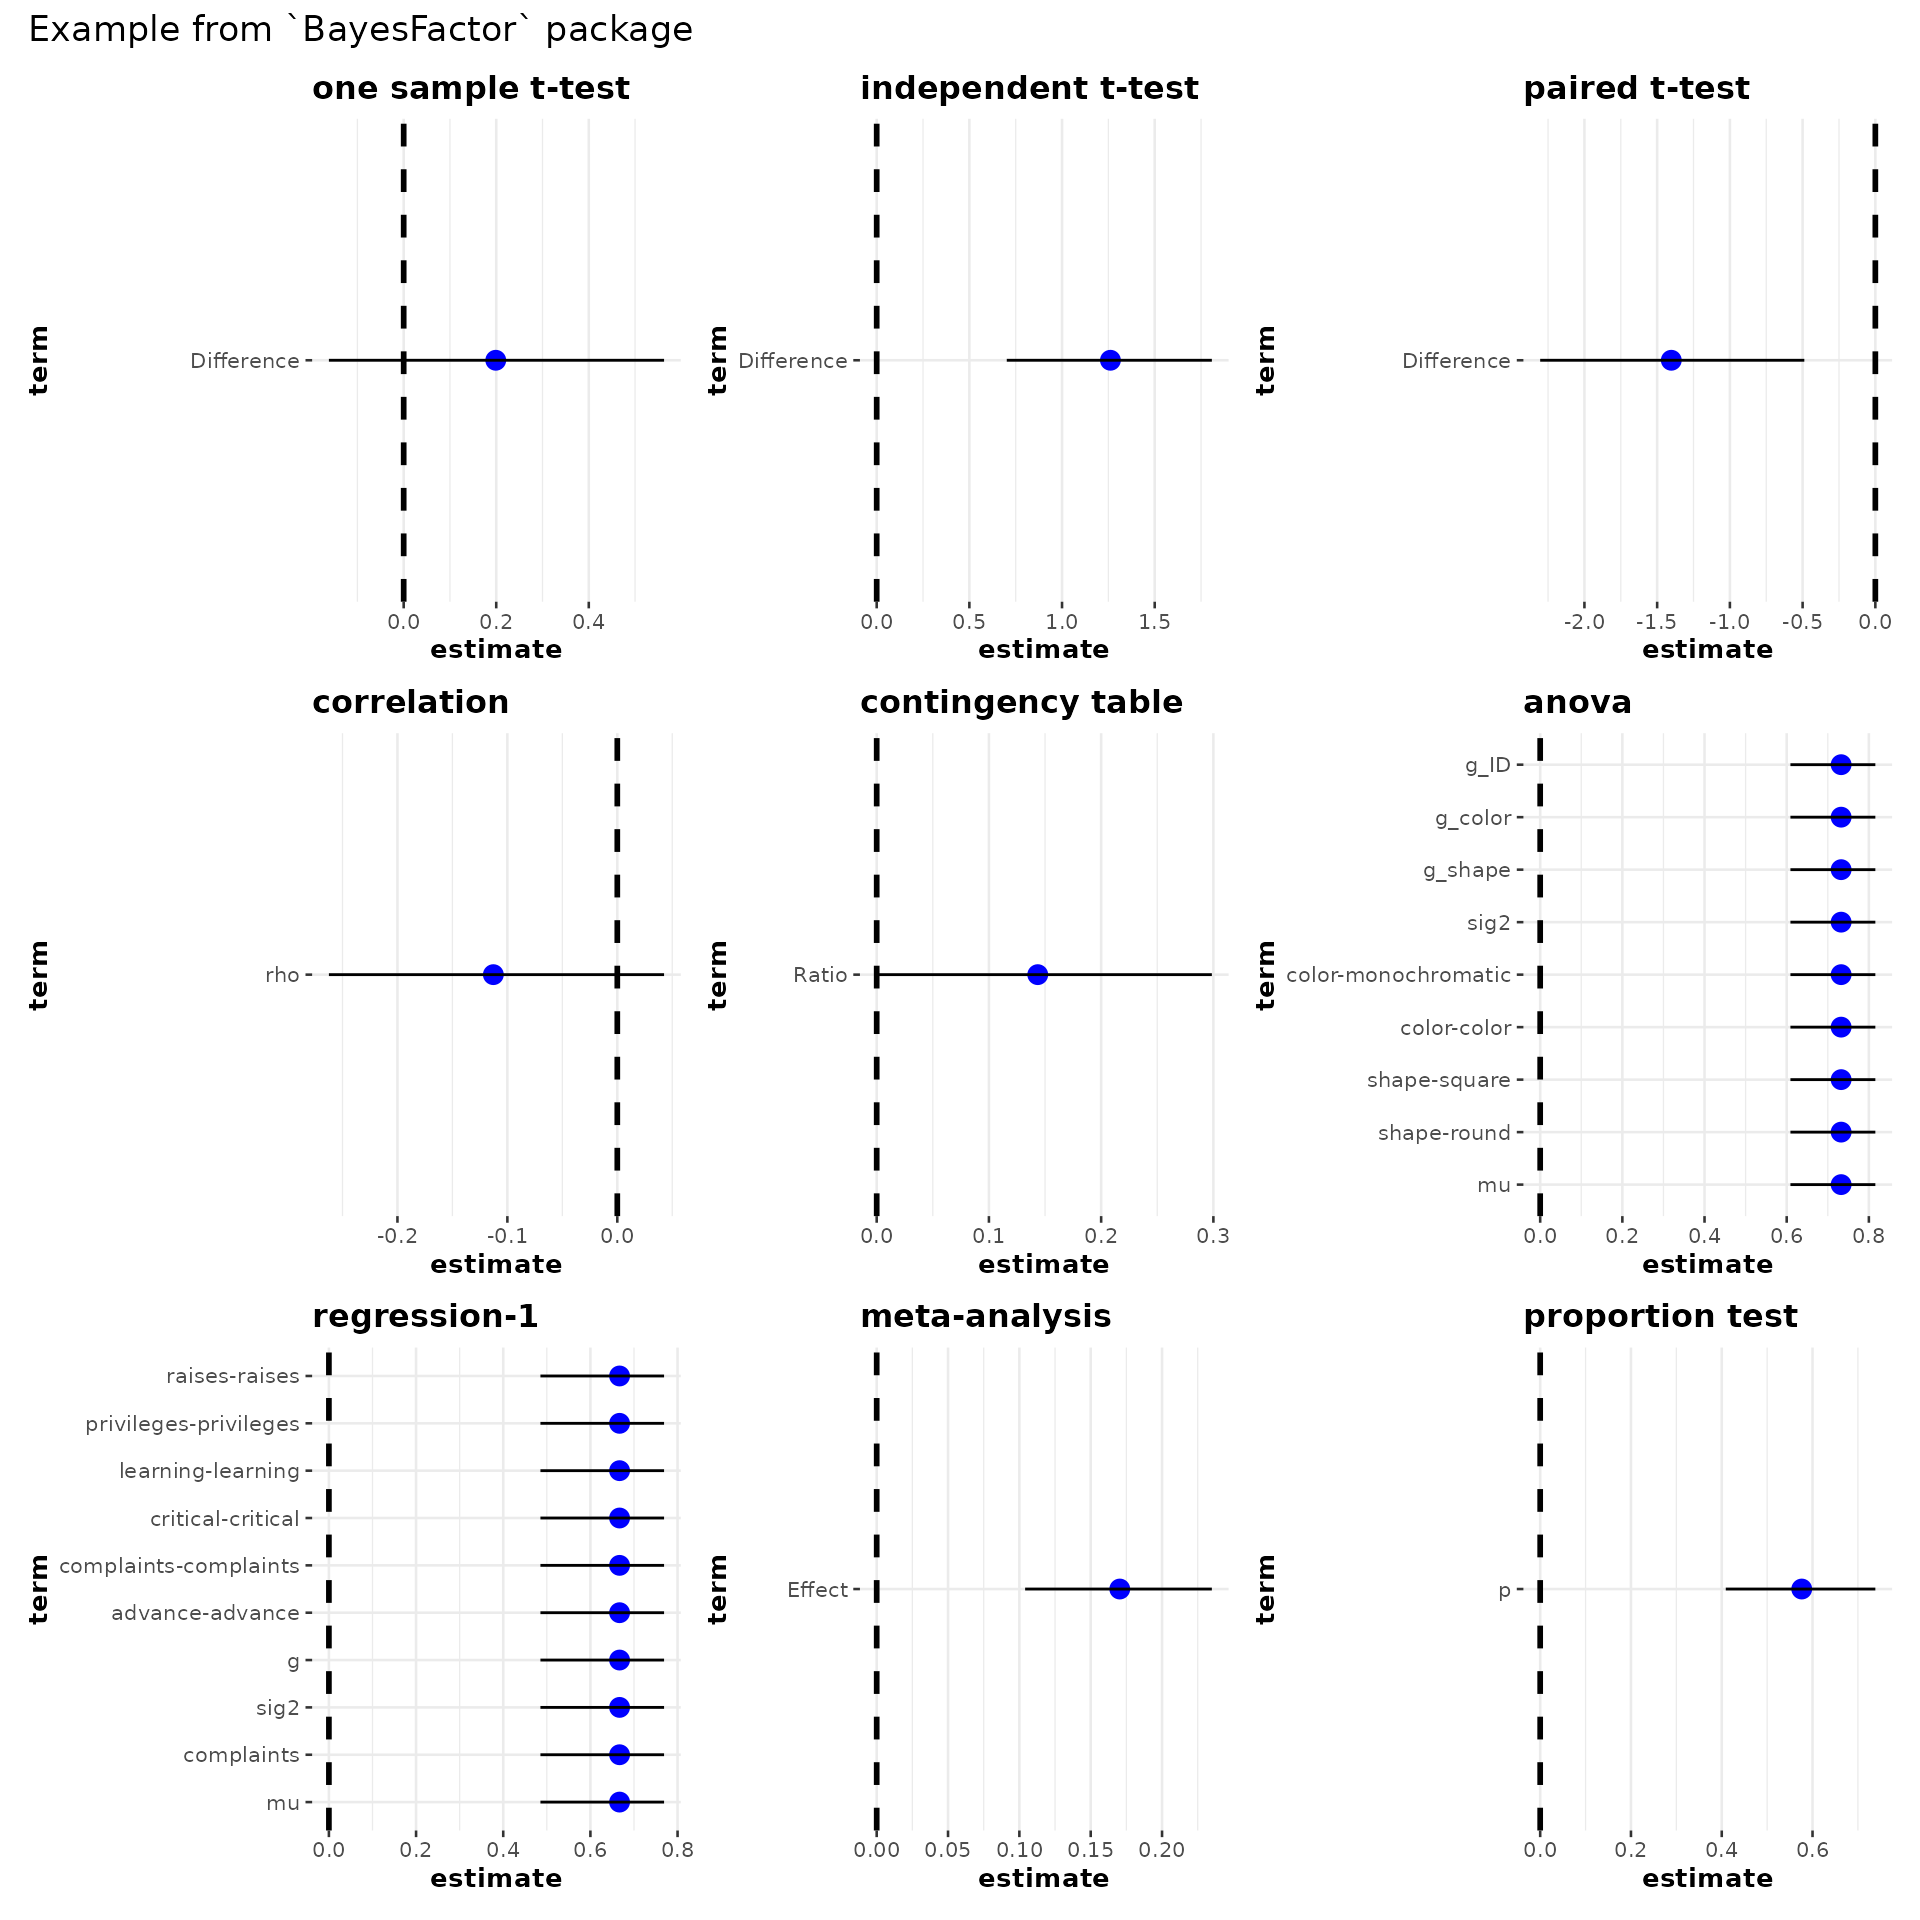 Example from `BayesFactor` package
one sample t-test
term
Difference
0.0 0.2 0.4
estimate
independent t-test
term
Difference
0.0 0.5 1.0 1.5
estimate
paired t-test
term
Difference
-2.0 -1.5 -1.0 -0.5 0.0
estimate
correlation
term
rho
-0.2 -0.1 0.0
estimate
contingency table
term
Ratio
0.0 0.1 0.2 0.3
estimate
anova
term
g_ID
g_color
g_shape
sig2
color-monochromatic
color-color
shape-square
shape-round
mu
0.0 0.2 0.4 0.6 0.8
estimate
regression-1
term
raises-raises
privileges-privileges
learning-learning
critical-critical
complaints-complaints
advance-advance
g
sig2
complaints
mu
0.0 0.2 0.4 0.6 0.8
estimate
meta-analysis
term
Effect
0.00 0.05 0.10 0.15 0.20
estimate
proportion test
term
p
0.0 0.2 0.4 0.6
estimate